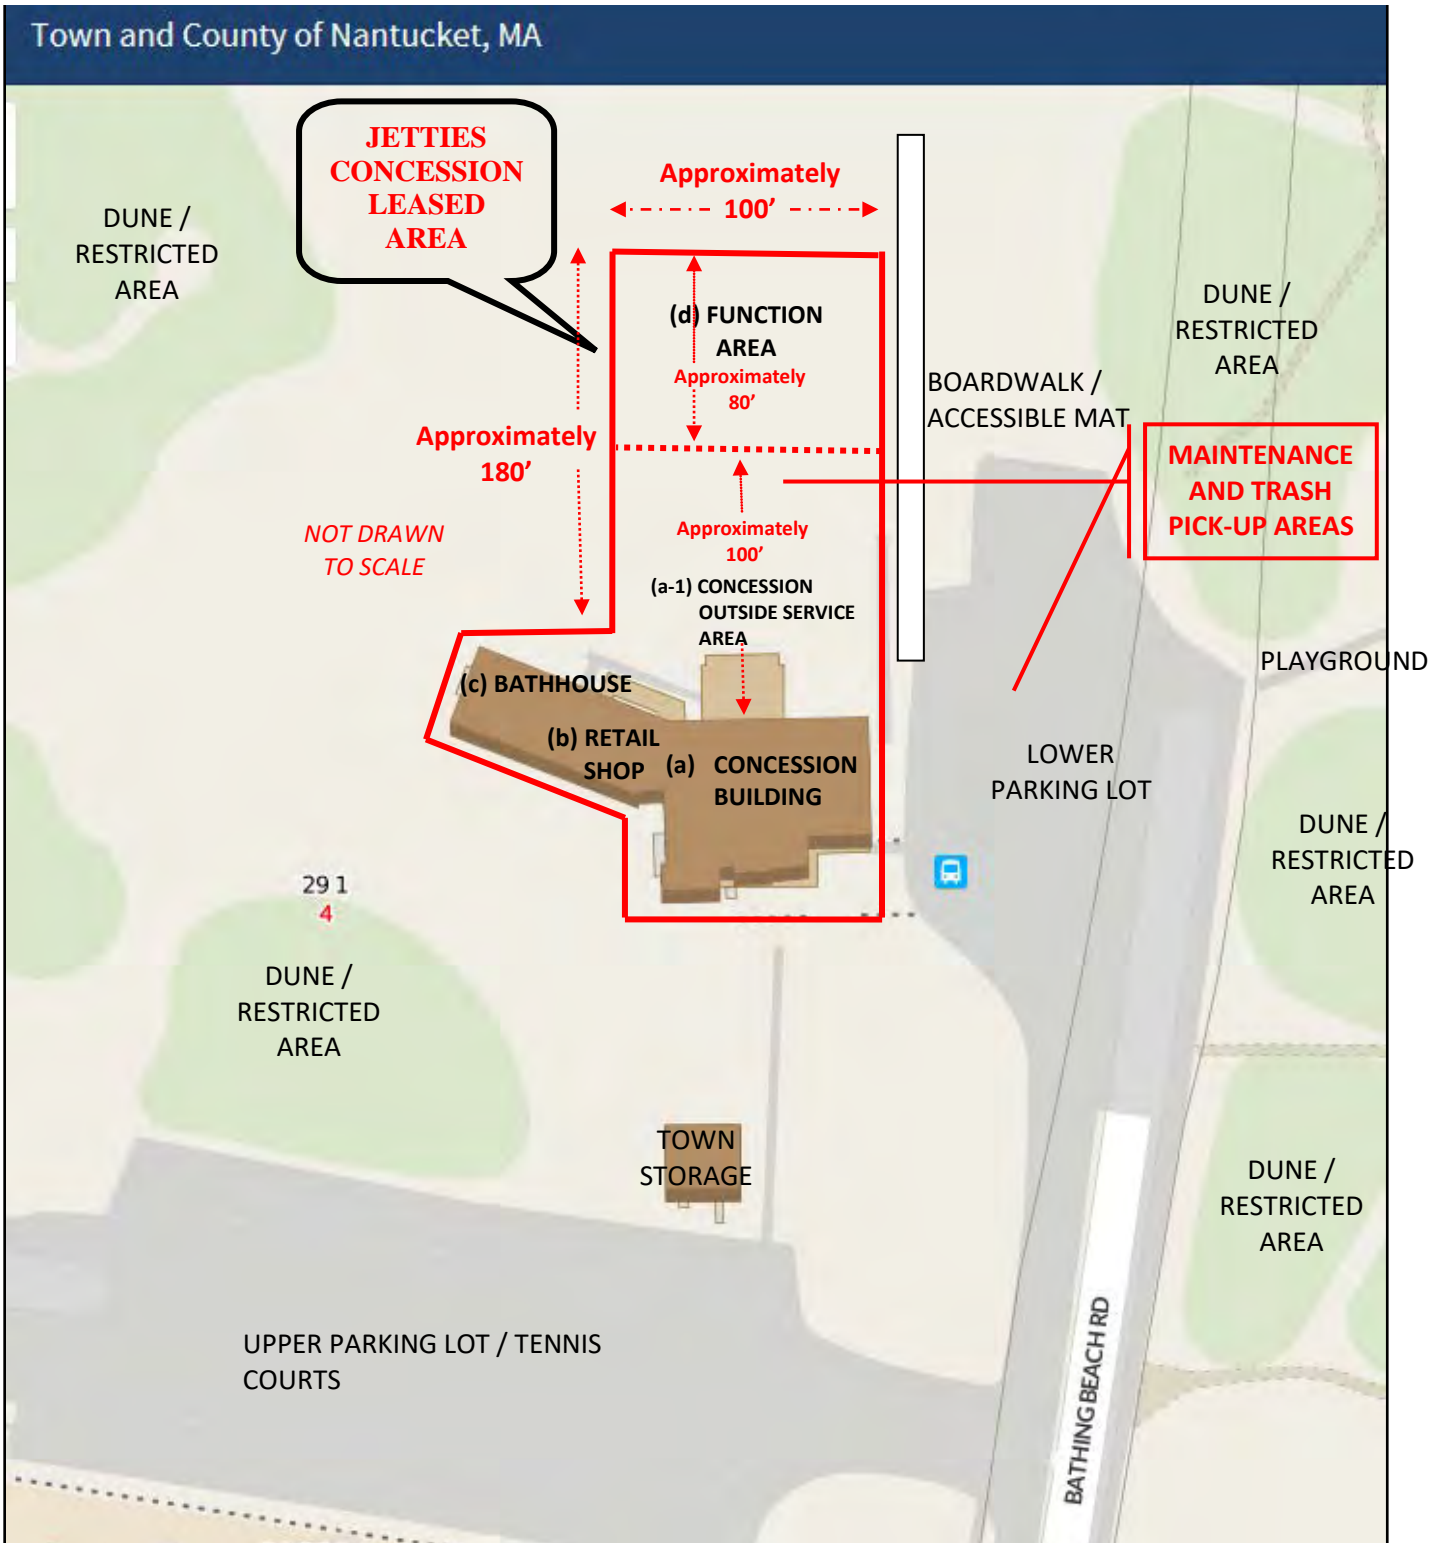 Town and County of Nantucket, MA
JETTIES
CONCESSION
LEASED
AREA
Approximately
100’
DUNE /
RESTRICTED
AREA
(d) FUNCTION
AREA
Approximately
80’
DUNE /
RESTRICTED
AREA
BOARDWALK /
ACCESSIBLE MAT
Approximately
180’
MAINTENANCE
AND TRASH
PICK-UP AREAS
NOT DRAWN
TO SCALE
Approximately
100’
(a-1) CONCESSION
OUTSIDE SERVICE
AREA
PLAYGROUND
(c) BATHHOUSE
(b) RETAIL
SHOP
(a) CONCESSION
BUILDING
LOWER
PARKING LOT
DUNE /
RESTRICTED
AREA
29 1
4
DUNE /
RESTRICTED
AREA
TOWN
STORAGE
DUNE /
RESTRICTED
AREA
UPPER PARKING LOT / TENNIS
COURTS
BATHING BEACH RD